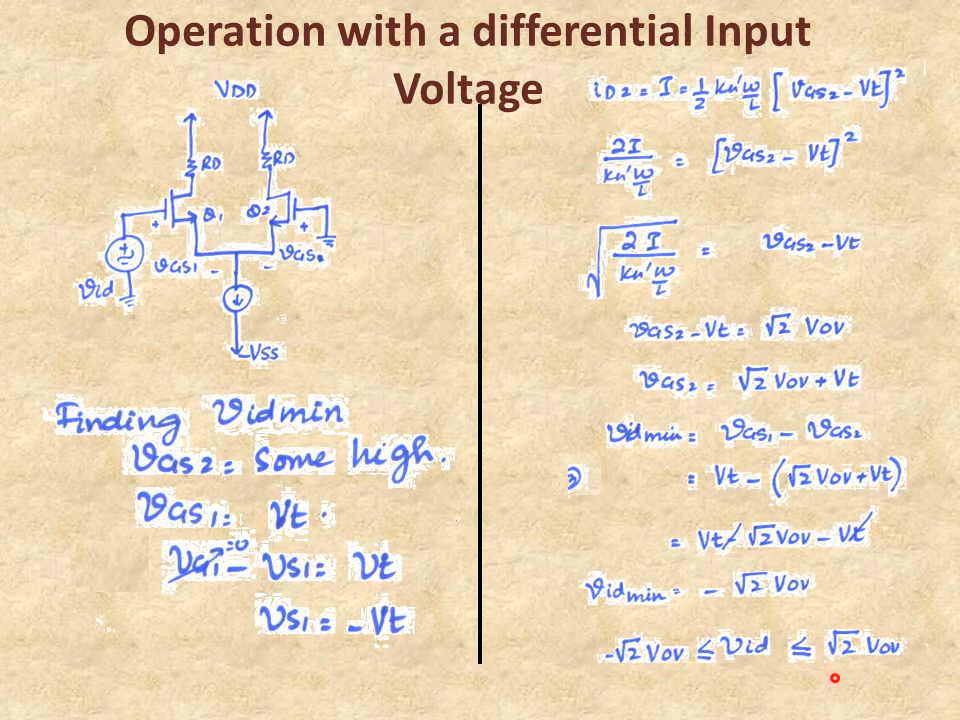 Operation with a differential Input
Voltage
VDD
RD
RD
Q1
Q2
+
+
+
-
vGS1 -
- vGS2
vid
-VSS
Finding vidmin
vGS2 = Some high.
vGS1 = Vt.
vG1 =0 - vS1 = Vt
vS1 = -Vt
iD2 = I = 1/2 kn' W/L [vGS2 - Vt]²
2I / kn' W/L = [vGS2 - Vt]²
√(2I / kn' W/L) = vGS2 - Vt
vGS2 - Vt = √2 Vov
vGS2 = √2 Vov + Vt
vidmin = vGS1 - vGS2
= Vt - (√2 Vov + Vt)
= Vt - √2 Vov - Vt
vidmin = - √2 Vov
-√2 Vov ≤ vid ≤ √2 Vov